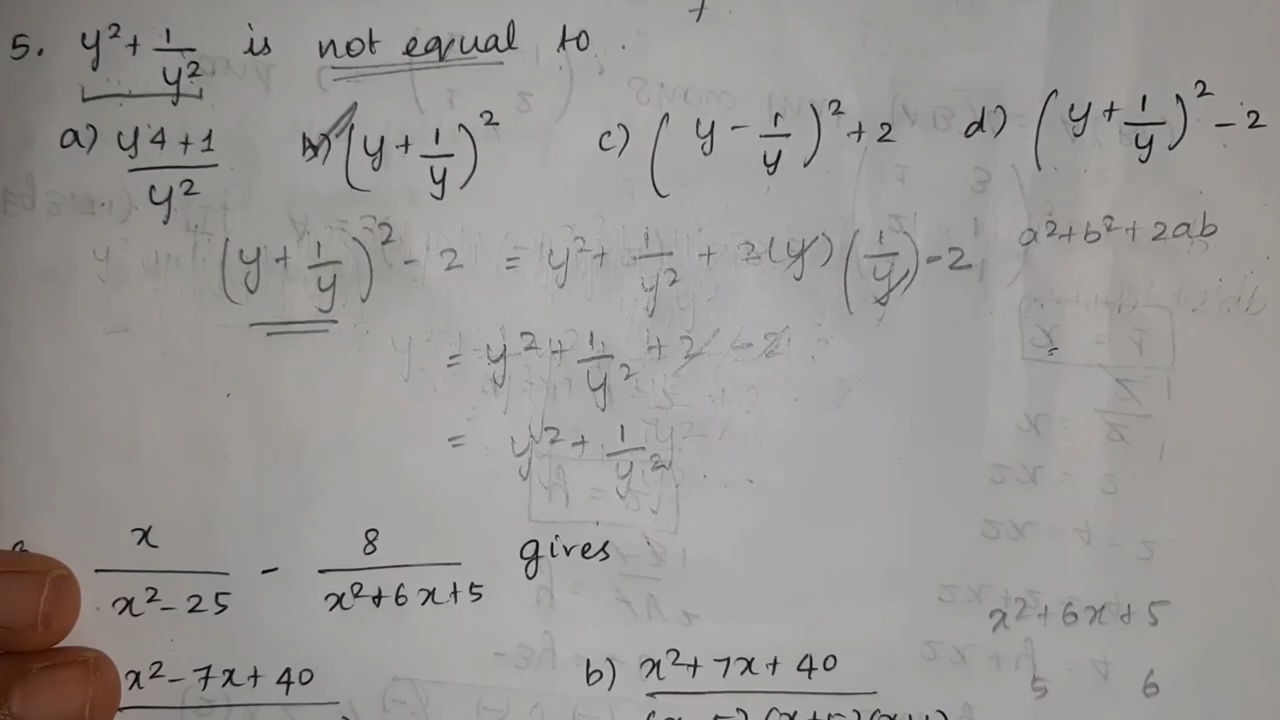 5. y² + 1/y² is not equal to.
a) y4+1/y² b) (y + 1/y)² c) (y - 1/y)² + 2 d) (y + 1/y)² - 2
(y + 1/y)² - 2 = y² + 1/y² + 2(y)(1/y) - 2 a²+b²+2ab
= y² + 1/y² + 2 - 2
= y² + 1/y²
x/x²-25 - 8/x²+6x+5 gives
x²+6x+5
x²-7x+40 b) x²+7x+40
5 6